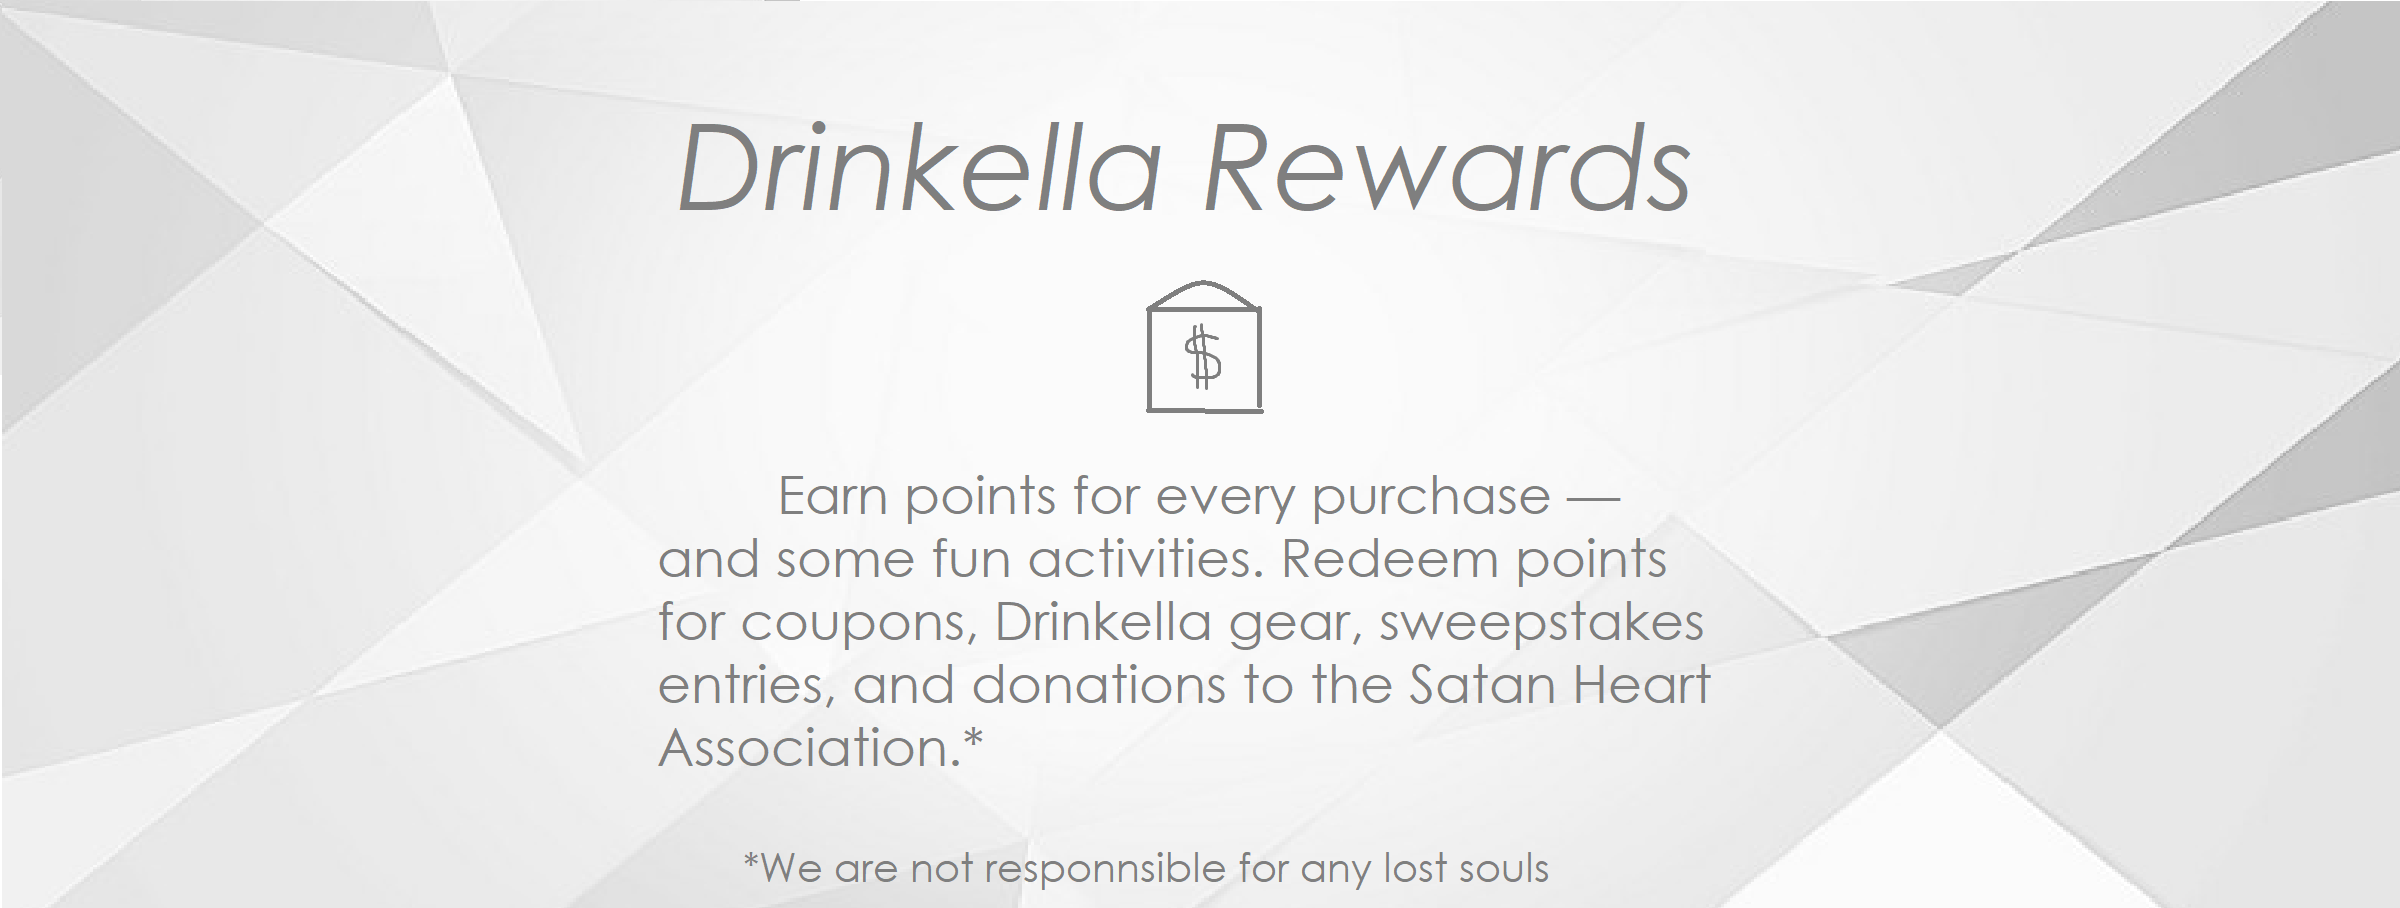 Drinkella Rewards
$
Earn points for every purchase —
and some fun activities. Redeem points
for coupons, Drinkella gear, sweepstakes
entries, and donations to the Satan Heart
Association.*
*We are not responnsible for any lost souls